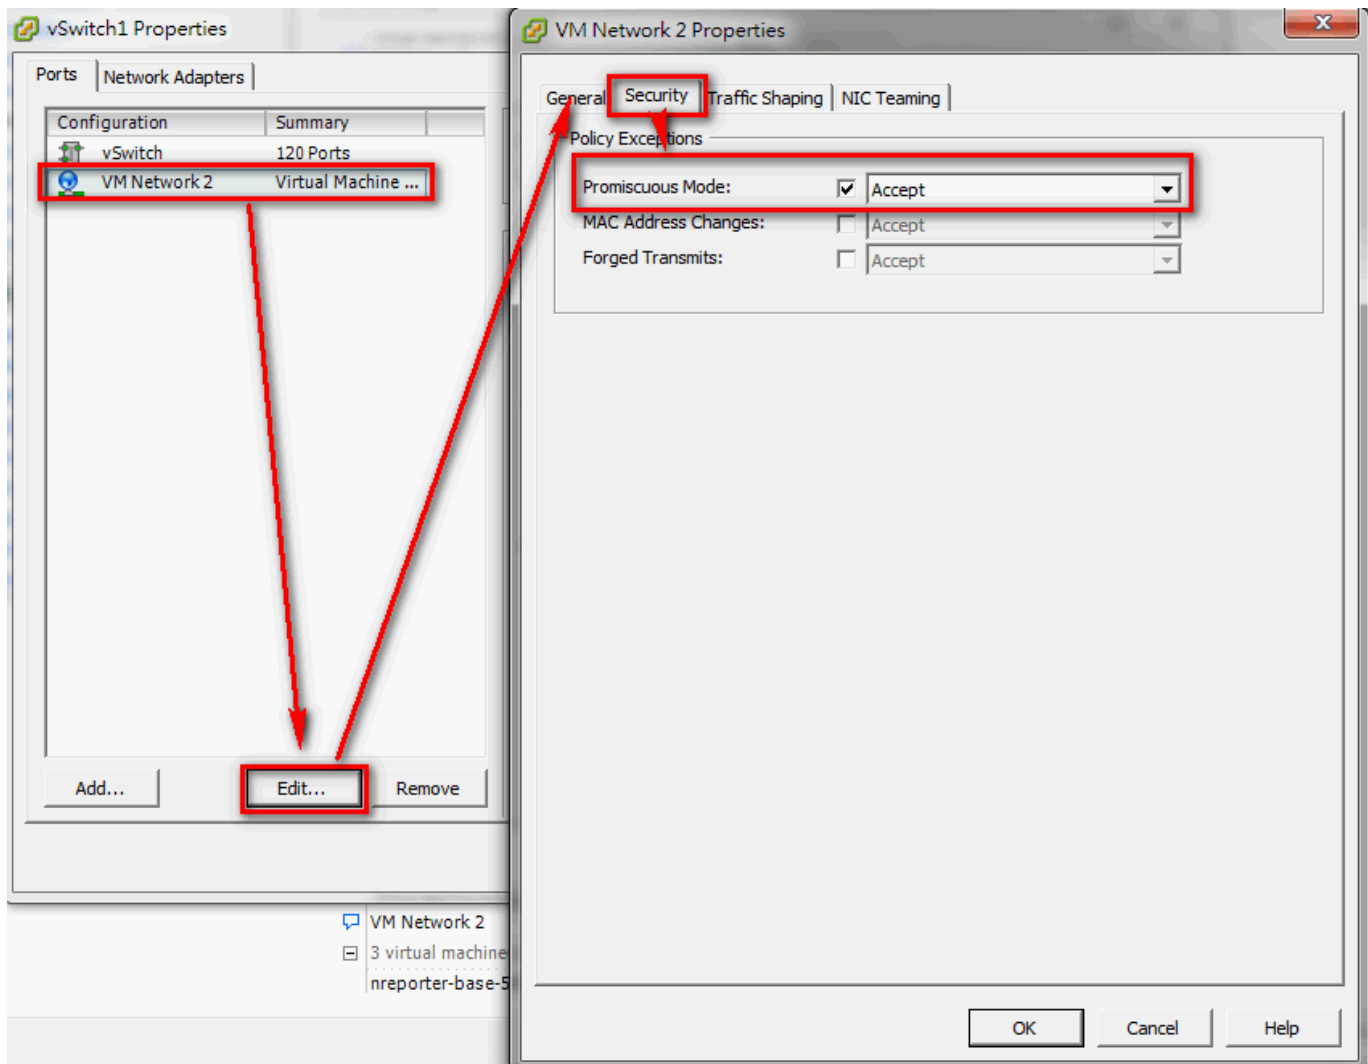 vSwitch1 Properties
Ports
Network Adapters
Configuration
Summary
vSwitch
120 Ports
VM Network 2
Virtual Machine ...
Add...
Edit...
Remove
VM Network 2
3 virtual machine
nreporter-base-5
VM Network 2 Properties
General
Security
Traffic Shaping
NIC Teaming
Policy Exceptions
Promiscuous Mode:
Accept
MAC Address Changes:
Accept
Forged Transmits:
Accept
OK
Cancel
Help